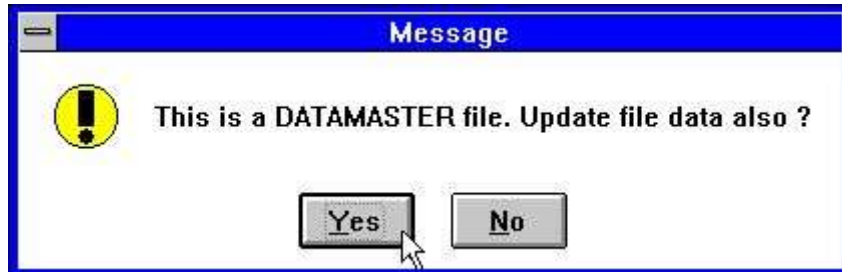 Message
This is a DATAMASTER file. Update file data also ?
Yes No